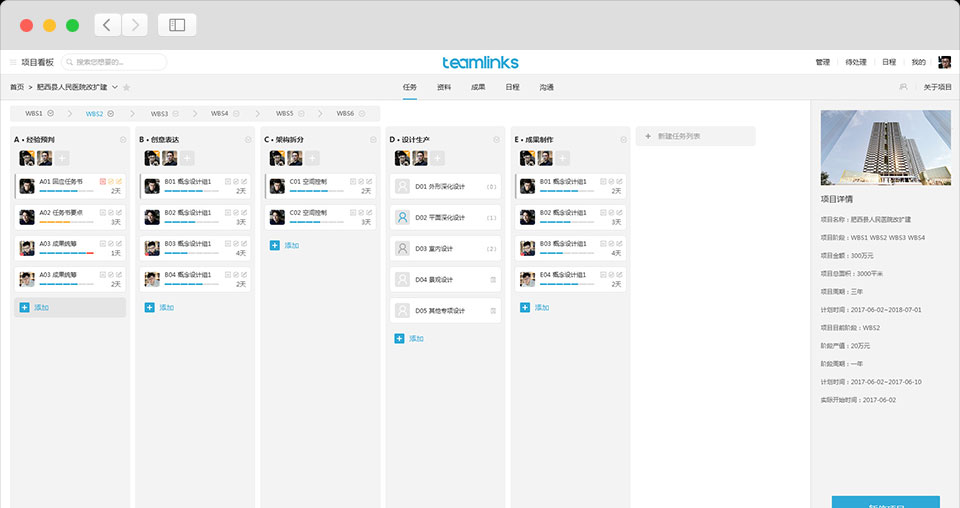 项目看板
搜索您想要的...
teamlinks
管理 待处理 日程 我的
首页 > 肥西县人民医院改扩建
任务 资料 成果 日程 沟通
关于项目
WBS1 WBS2 WBS3 WBS4 WBS5 WBS6
A • 经验预判
A01 回应任务书
2天
A02 任务书要点
3天
A03 成果统筹
1天
A03 成果统筹
2天
添加
B • 创意表达
B01 概念设计组1
2天
B02 概念设计组1
3天
B03 概念设计组1
4天
B04 概念设计组1
2天
添加
C • 架构拆分
C01 空间控制
2天
C02 空间控制
3天
添加
D • 设计生产
D01 外形深化设计 (0)
D02 平面深化设计 (1)
D03 室内设计 (2)
D04 景观设计
D05 其他专项设计
添加
E • 成果制作
B01 概念设计组1
2天
B02 概念设计组1
3天
B03 概念设计组1
4天
E04 概念设计组1
2天
添加
+ 新建任务列表
项目详情
项目名称：肥西县人民医院改扩建
项目阶段：WBS1 WBS2 WBS3 WBS4
项目金额：300万元
项目总面积：3000平米
项目周期：三年
计划时间：2017-06-02~2018-07-01
项目目前阶段：WBS2
阶段产值：20万元
阶段周期：一年
计划时间：2017-06-02~2017-06-10
实际开始时间：2017-06-02